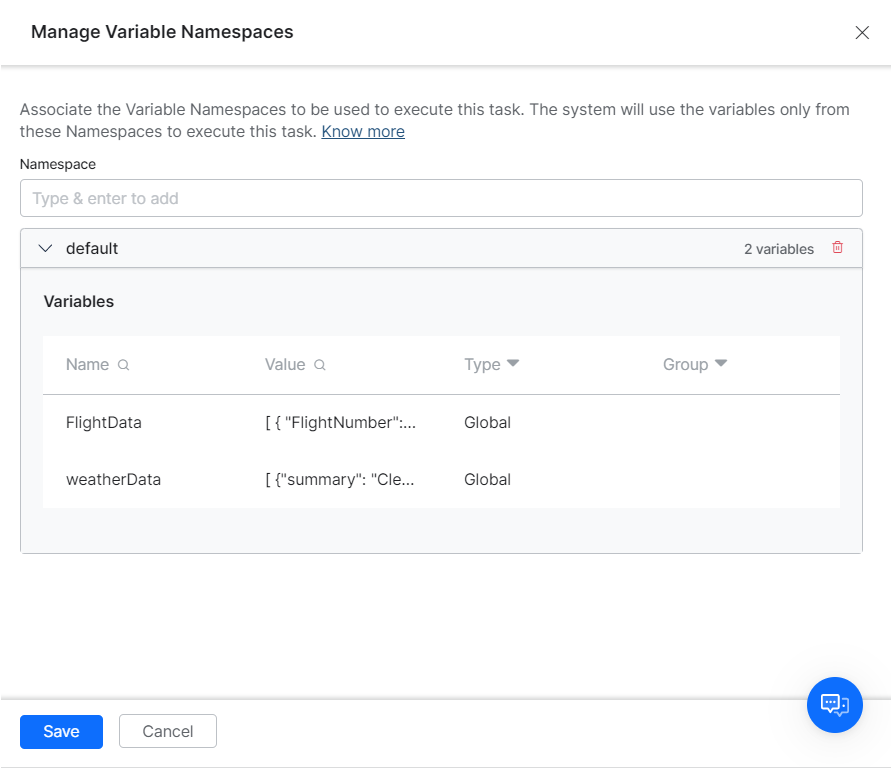 Manage Variable Namespaces
Associate the Variable Namespaces to be used to execute this task. The system will use the variables only from
these Namespaces to execute this task. Know more
Namespace
Type & enter to add
default 2 variables
Variables
Name Value Type Group
FlightData [ { "FlightNumber":... Global
weatherData [ {"summary": "Cle... Global
Save Cancel